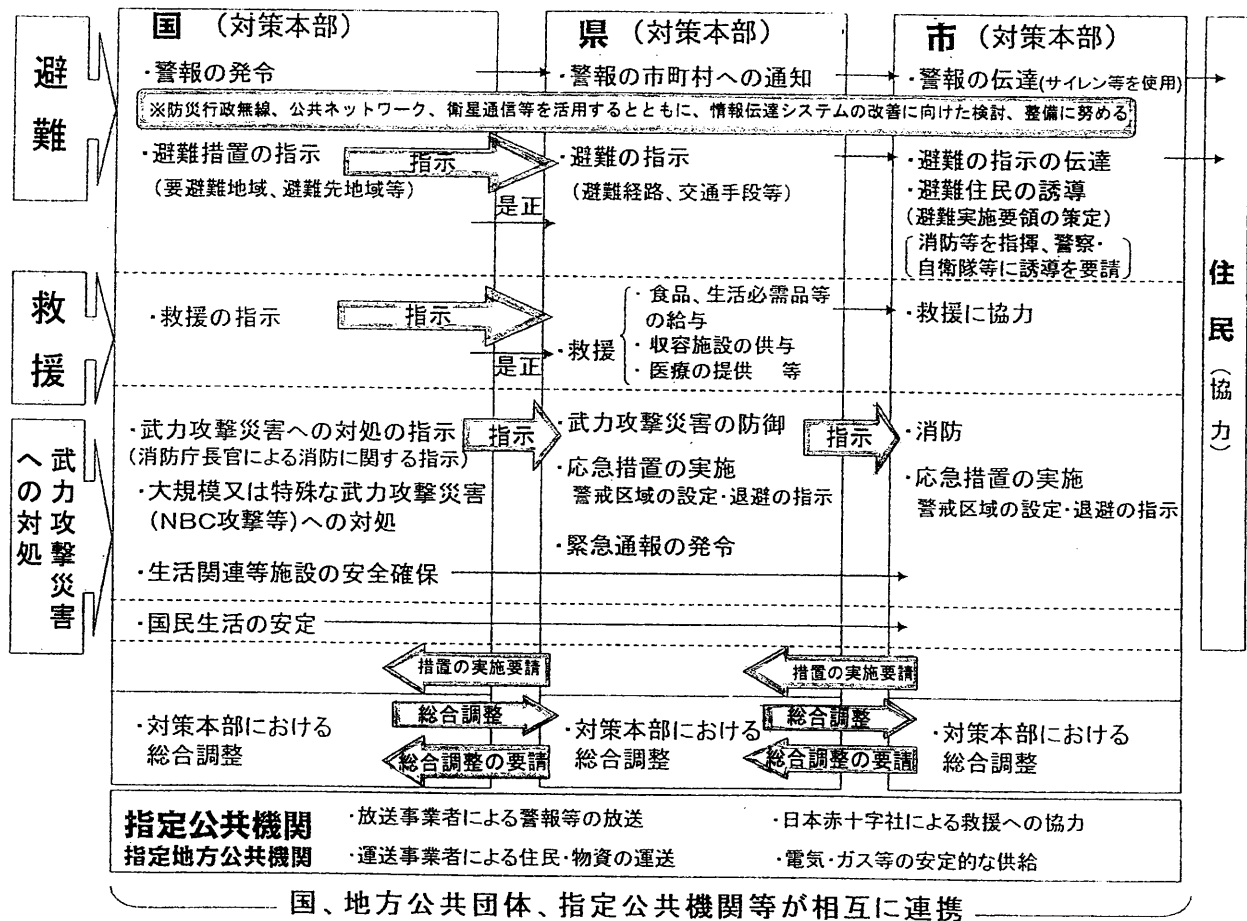 避難
国（対策本部）
県（対策本部）
市（対策本部）
・警報の発令
・警報の市町村への通知
・警報の伝達(サイレン等を使用)
※防災行政無線、公共ネットワーク、衛星通信等を活用するとともに、情報伝達システムの改善に向けた検討、整備に努める
・避難措置の指示
（要避難地域、避難先地域等）
指示
是正
・避難の指示
（避難経路、交通手段等）
・避難の指示の伝達
・避難住民の誘導
（避難実施要領の策定）
消防等を指揮、警察・
自衛隊等に誘導を要請
救援
・救援の指示
指示
是正
・救援
・食品、生活必需品等
の給与
・収容施設の供与
・医療の提供　等
・救援に協力
武力攻撃災害
への対処
・武力攻撃災害への対処の指示
（消防庁長官による消防に関する指示）
指示
・武力攻撃災害の防御
指示
・消防
・大規模又は特殊な武力攻撃災害
（NBC攻撃等）への対処
・応急措置の実施
警戒区域の設定・退避の指示
・応急措置の実施
警戒区域の設定・退避の指示
・緊急通報の発令
・生活関連等施設の安全確保
・国民生活の安定
措置の実施要請
措置の実施要請
・対策本部における
総合調整
総合調整
総合調整の要請
・対策本部における
総合調整
総合調整
総合調整の要請
・対策本部における
総合調整
住民（協力）
指定公共機関
指定地方公共機関
・放送事業者による警報等の放送
・日本赤十字社による救援への協力
・運送事業者による住民・物資の運送
・電気・ガス等の安定的な供給
国、地方公共団体、指定公共機関等が相互に連携